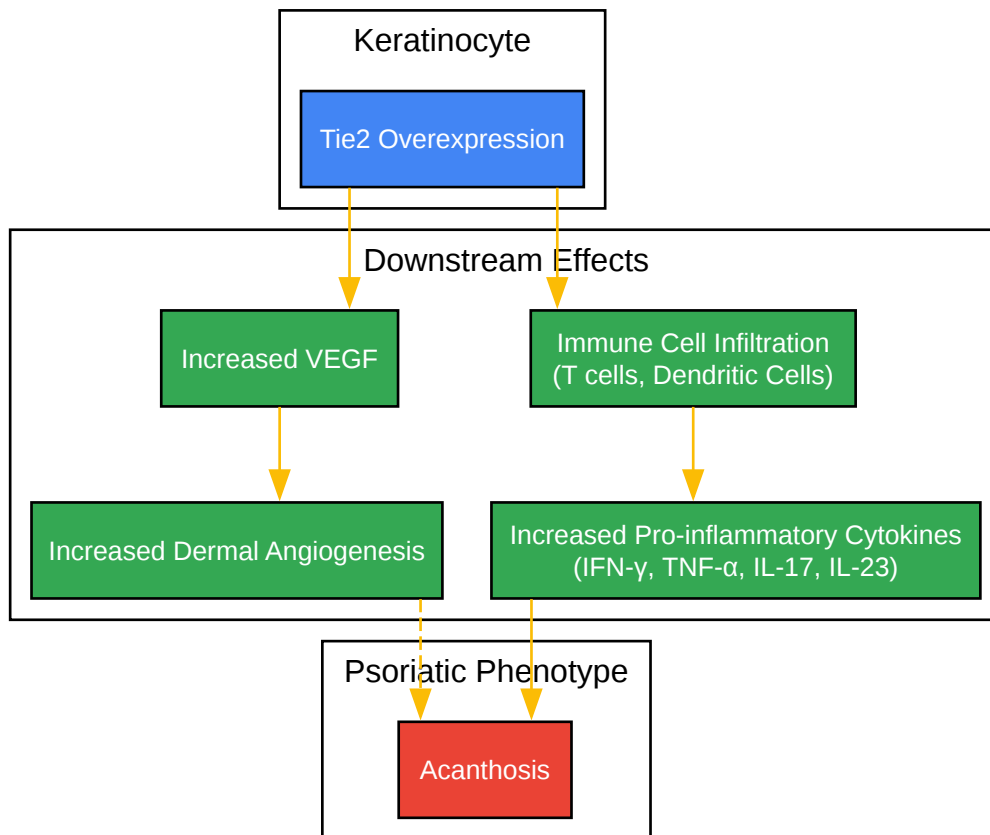 Keratinocyte
Tie2 Overexpression
Downstream Effects
Increased VEGF
Immune Cell Infiltration
(T cells, Dendritic Cells)
Increased Dermal Angiogenesis
Increased Pro-inflammatory Cytokines
(IFN-γ, TNF-α, IL-17, IL-23)
Psoriatic Phenotype
Acanthosis